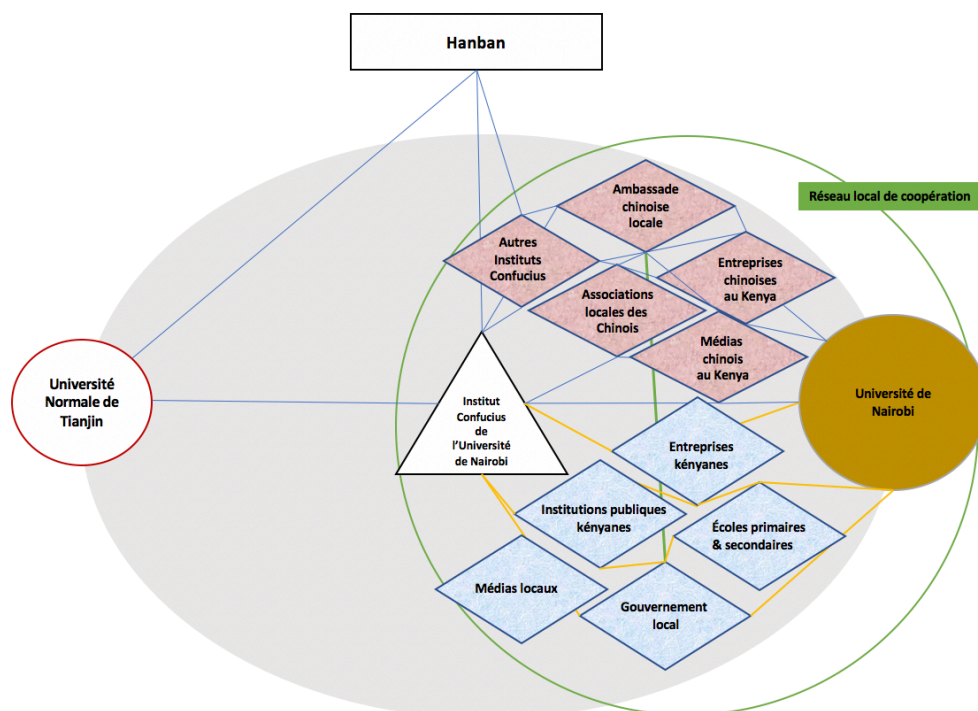 Hanban
Ambassade
chinoise
locale
Réseau local de coopération
Autres
Instituts
Confucius
Entreprises
chinoises
au Kenya
Associations
locales des
Chinois
Médias
chinois
au Kenya
Université
Normale de
Tianjin
Institut
Confucius
de
l’Université
de Nairobi
Université de
Nairobi
Entreprises
kényanes
Institutions publiques
kényanes
Écoles primaires
& secondaires
Médias locaux
Gouvernement
local